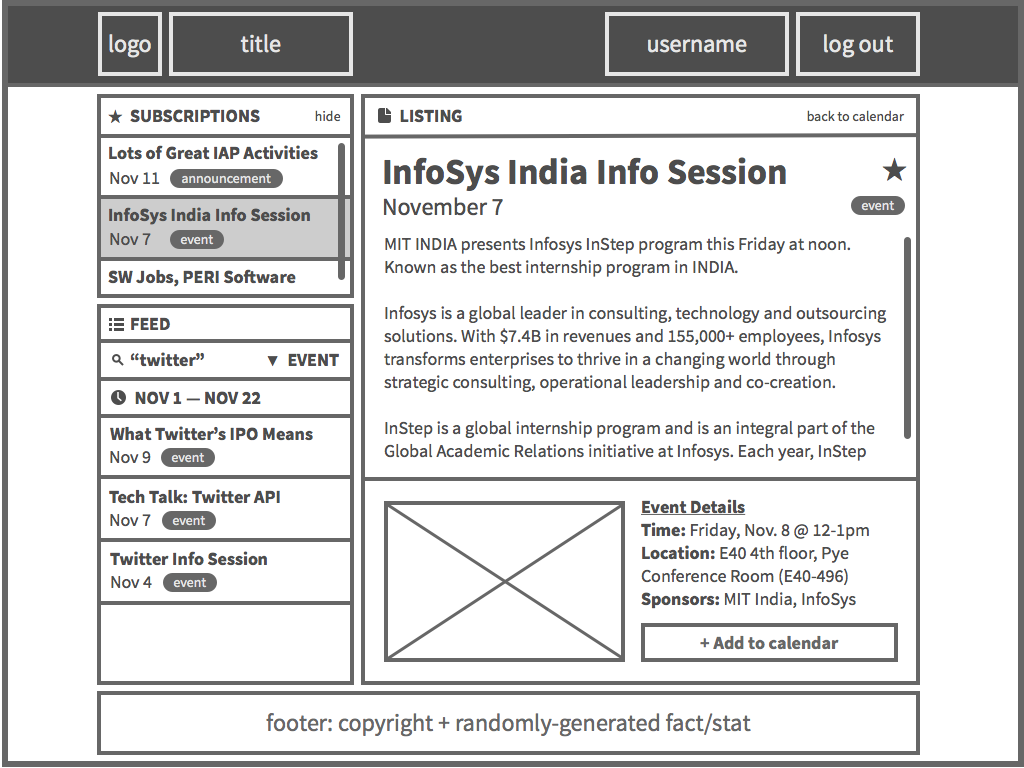 logo title username log out
SUBSCRIPTIONS hide
Lots of Great IAP Activities
Nov 11 announcement
InfoSys India Info Session
Nov 7 event
SW Jobs, PERI Software
FEED
“twitter” ▼ EVENT
NOV 1 — NOV 22
What Twitter’s IPO Means
Nov 9 event
Tech Talk: Twitter API
Nov 7 event
Twitter Info Session
Nov 4 event
LISTING back to calendar
InfoSys India Info Session
November 7 event
MIT INDIA presents Infosys InStep program this Friday at noon.
Known as the best internship program in INDIA.
Infosys is a global leader in consulting, technology and outsourcing
solutions. With $7.4B in revenues and 155,000+ employees, Infosys
transforms enterprises to thrive in a changing world through
strategic consulting, operational leadership and co-creation.
InStep is a global internship program and is an integral part of the
Global Academic Relations initiative at Infosys. Each year, InStep
Event Details
Time: Friday, Nov. 8 @ 12-1pm
Location: E40 4th floor, Pye
Conference Room (E40-496)
Sponsors: MIT India, InfoSys
+ Add to calendar
footer: copyright + randomly-generated fact/stat